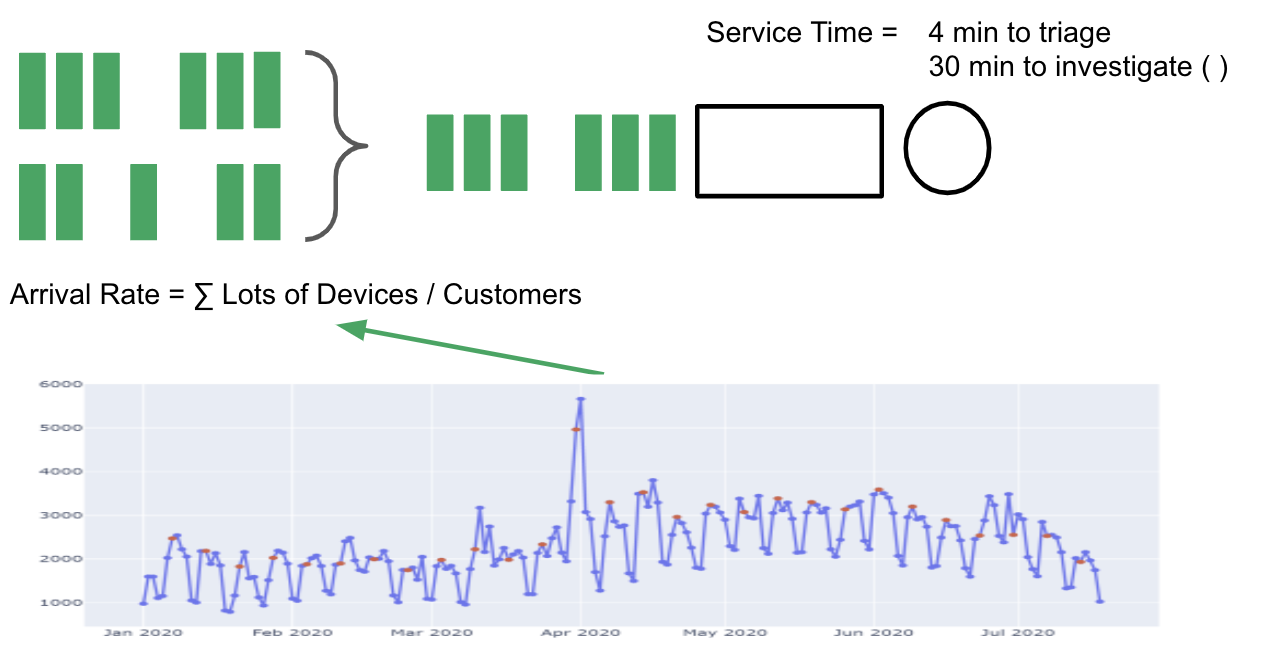 Service Time = 4 min to triage
30 min to investigate ( )
Arrival Rate = ∑ Lots of Devices / Customers
6000
5000
4000
3000
2000
1000
Jan 2020 Feb 2020 Mar 2020 Apr 2020 May 2020 Jun 2020 Jul 2020